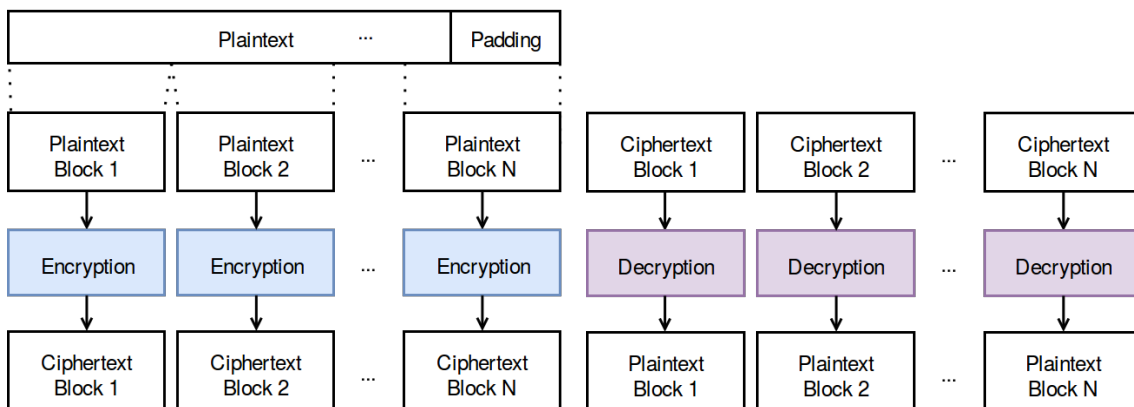 Plaintext ... Padding
Plaintext Plaintext Plaintext Ciphertext Ciphertext Ciphertext
Block 1 Block 2 ... Block N Block 1 Block 2 ... Block N
Encryption Encryption ... Encryption Decryption Decryption ... Decryption
Ciphertext Ciphertext Ciphertext Plaintext Plaintext Plaintext
Block 1 Block 2 ... Block N Block 1 Block 2 ... Block N